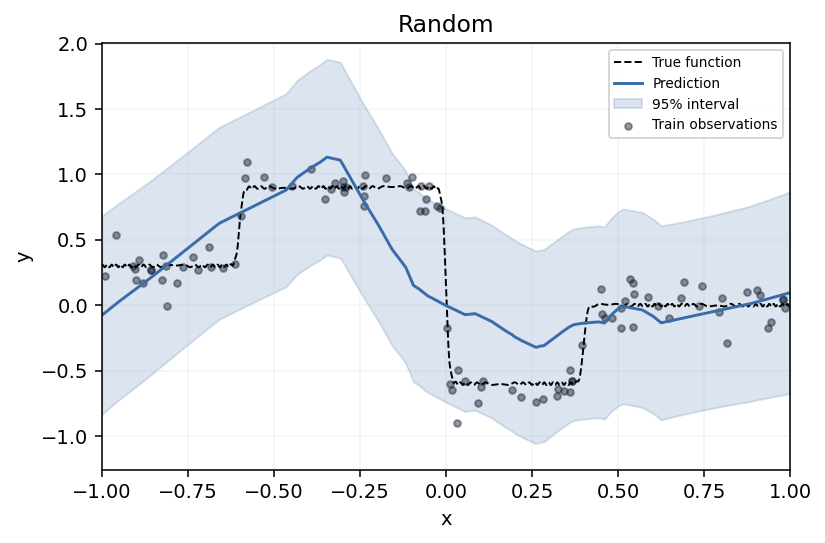 Random
2.0
1.5
1.0
0.5
0.0
−0.5
−1.0
y
−1.00 −0.75 −0.50 −0.25 0.00 0.25 0.50 0.75 1.00
x
True function
Prediction
95% interval
Train observations